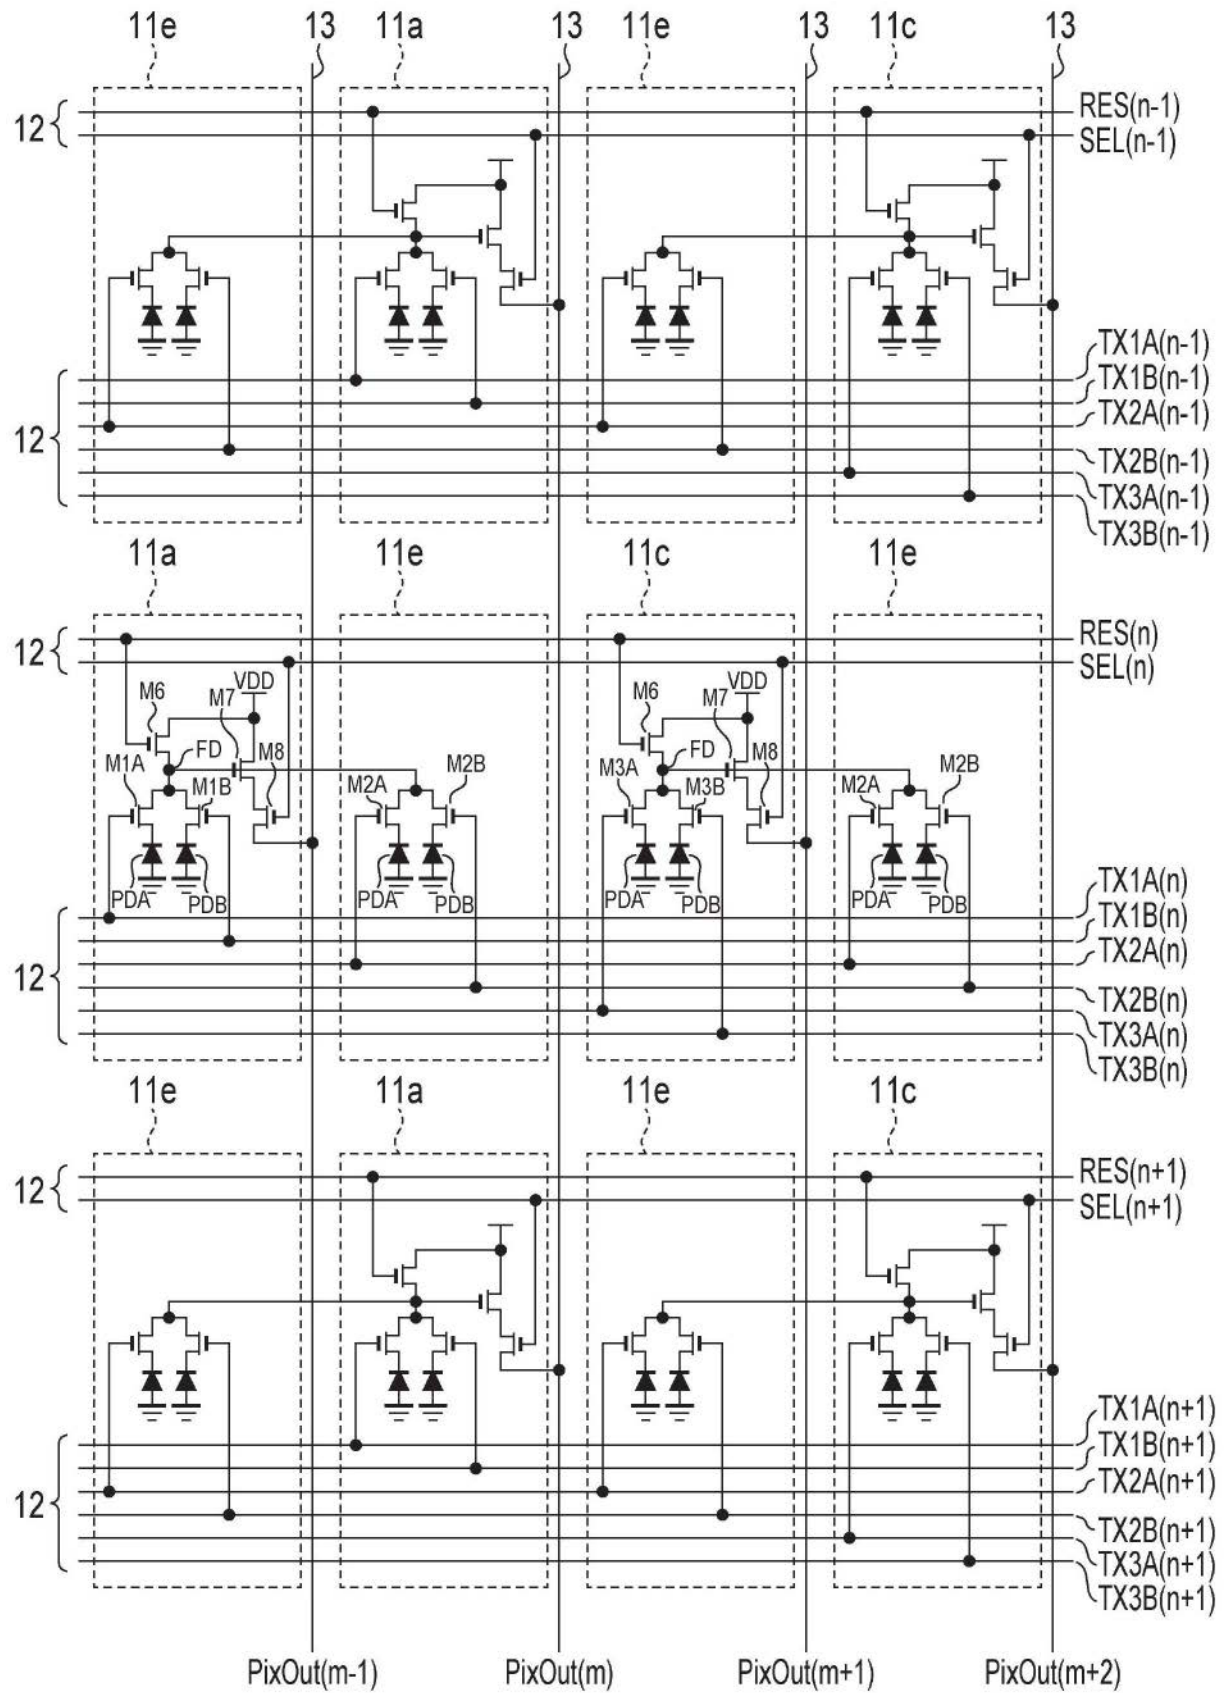 11e 13 11a 13 11e 13 11c 13
12 RES(n-1)
SEL(n-1)
TX1A(n-1)
TX1B(n-1)
12 TX2A(n-1)
TX2B(n-1)
TX3A(n-1)
TX3B(n-1)
11a 11e 11c 11e
12 RES(n)
SEL(n)
M6 M7 VDD M6 M7 VDD
FD M8 FD M8
M1A M1B M2A M2B M3A M3B M2A M2B
PDA PDB PDA PDB PDA PDB PDA PDB
TX1A(n)
TX1B(n)
12 TX2A(n)
TX2B(n)
TX3A(n)
TX3B(n)
11e 11a 11e 11c
12 RES(n+1)
SEL(n+1)
TX1A(n+1)
TX1B(n+1)
12 TX2A(n+1)
TX2B(n+1)
TX3A(n+1)
TX3B(n+1)
PixOut(m-1) PixOut(m) PixOut(m+1) PixOut(m+2)